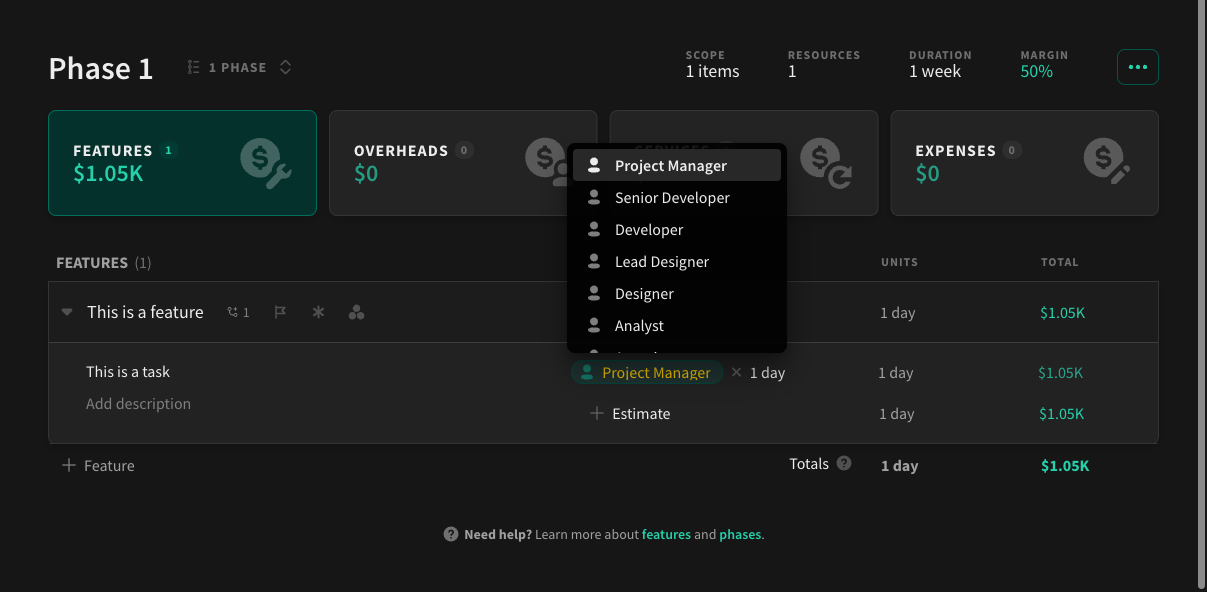 Phase 1
1 PHASE
SCOPE
1 items
RESOURCES
1
DURATION
1 week
MARGIN
50%
FEATURES 1
$1.05K
OVERHEADS 0
$0
SERVICES
EXPENSES 0
$0
Project Manager
Senior Developer
Developer
Lead Designer
Designer
Analyst
FEATURES (1)
UNITS
TOTAL
This is a feature 1
1 day
$1.05K
This is a task
Project Manager × 1 day
1 day
$1.05K
Add description
+ Estimate
1 day
$1.05K
+ Feature
Totals ?
1 day
$1.05K
? Need help? Learn more about features and phases.